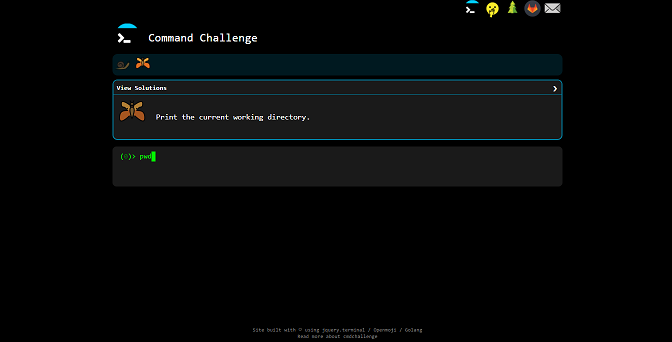 Command Challenge
View Solutions
Print the current working directory.
(0)> pwd
Site built with ♡ using jquery.terminal / Openmoji / Golang
Read more about cmdchallenge